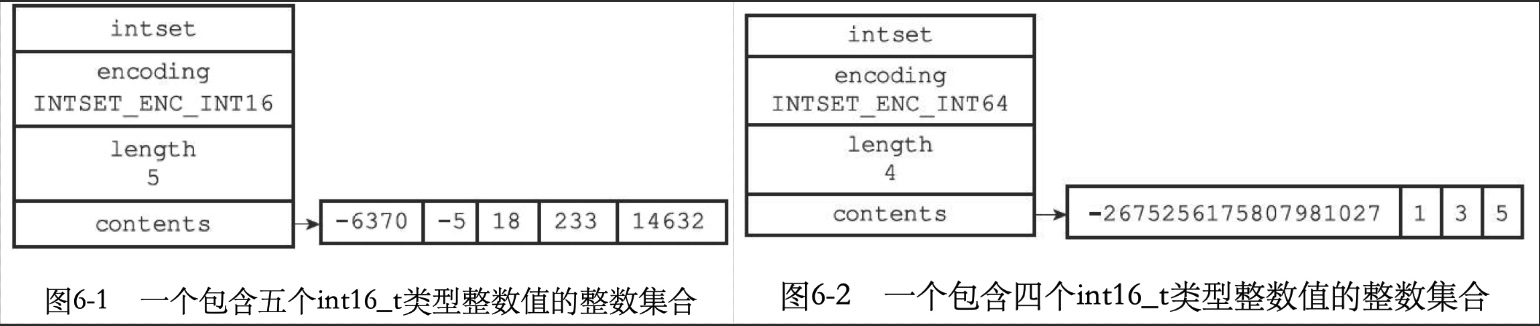 intset
encoding
INTSET_ENC_INT16
length
5
contents
-6370 -5 18 233 14632
图6-1 一个包含五个int16_t类型整数值的整数集合
intset
encoding
INTSET_ENC_INT64
length
4
contents
-2675256175807981027 1 3 5
图6-2 一个包含四个int16_t类型整数值的整数集合